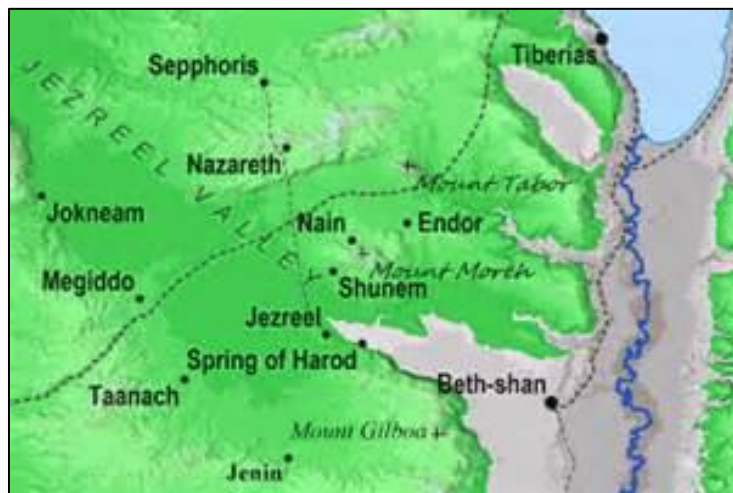 Tiberias
Sepphoris
JEZREEL VALLEY
Nazareth
Mount Tabor
Jokneam
Nain
Endor
Mount Moreh
Megiddo
Shunem
Jezreel
Spring of Harod
Taanach
Beth-shan
Mount Gilboa
Jenin